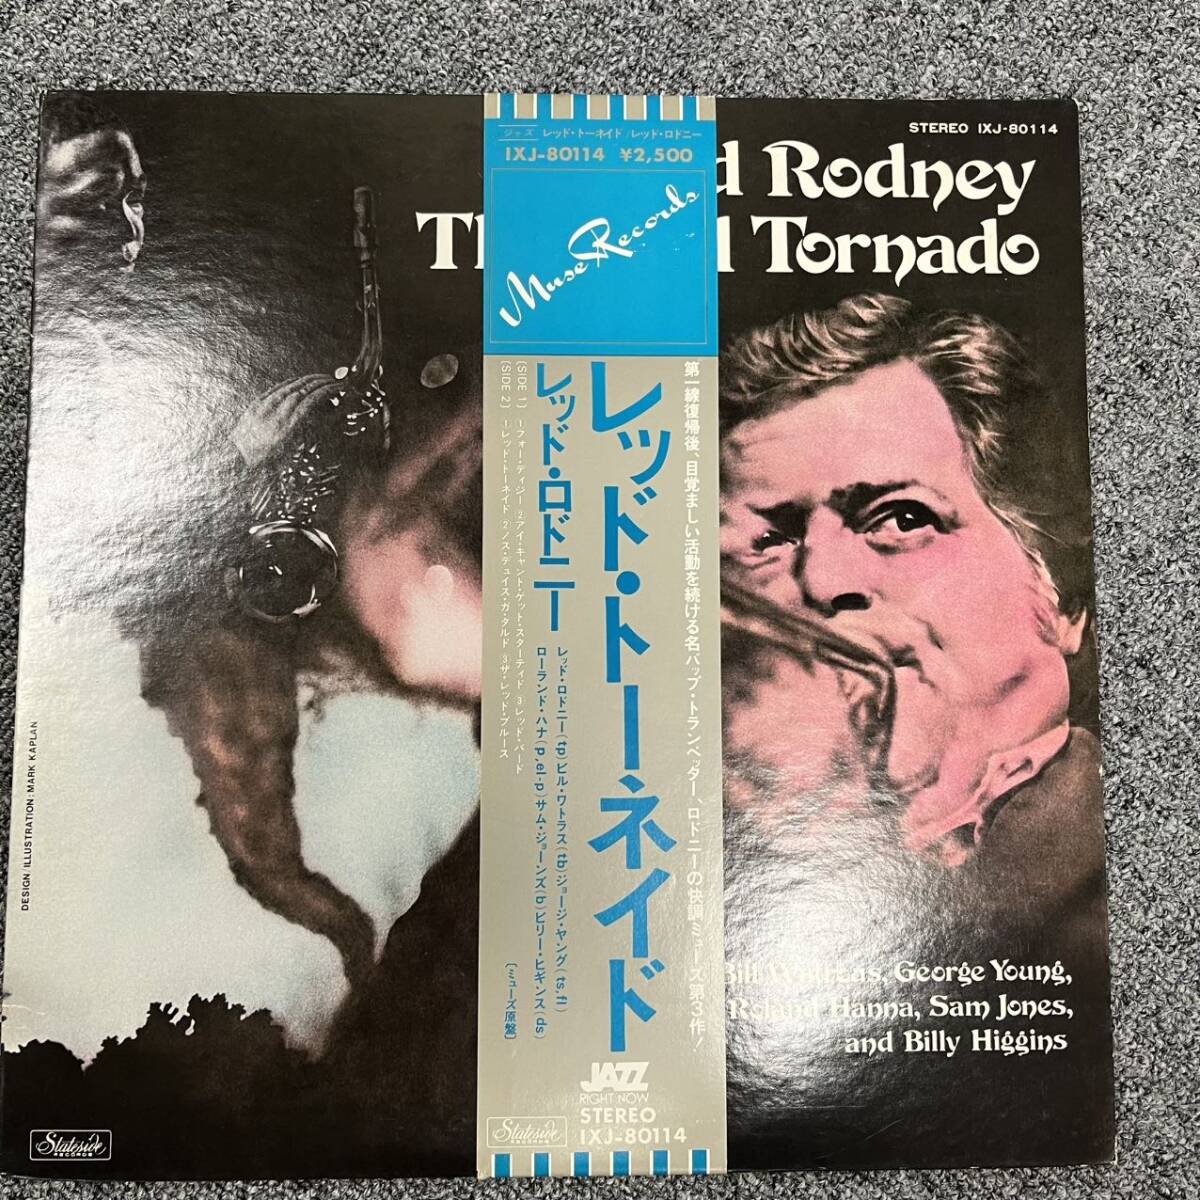 STEREO IXJ-80114
d Rodney
Th l Tornado
ジャズ レッド・トーネイド/レッド・ロドニー
IXJ-80114 ¥2,500
Muse Records
第一線復帰後、目覚ましい活動を続ける名バップ・トランペッター、ロドニーの快調ミューズ第3作!
レッド・トーネイド
レッド・ロドニー
レッド・ロドニー(tp)ビル・ワトラス(tb)ジョージ・ヤング(ts,fl)
ローランド・ハナ(p,el-p)サム・ジョーンズ(b)ビリー・ヒギンス(ds)
〔SIDE 1〕 ①フォー・ディジー ②アイ・キャント・ゲット・スターティド ③レッド・バード
〔SIDE 2〕 ①レッド・トーネイド ②ノス・デュイス・ガ・タルド ③ザ・レッド・ブルース
〔ミューズ原盤〕
Bill Watrous, George Young,
Roland Hanna, Sam Jones,
and Billy Higgins
DESIGN ILLUSTRATION: MARK KAPLAN
JAZZ
RIGHT NOW
STEREO
IXJ-80114
Stateside
RECORDS
Stateside
RECORDS